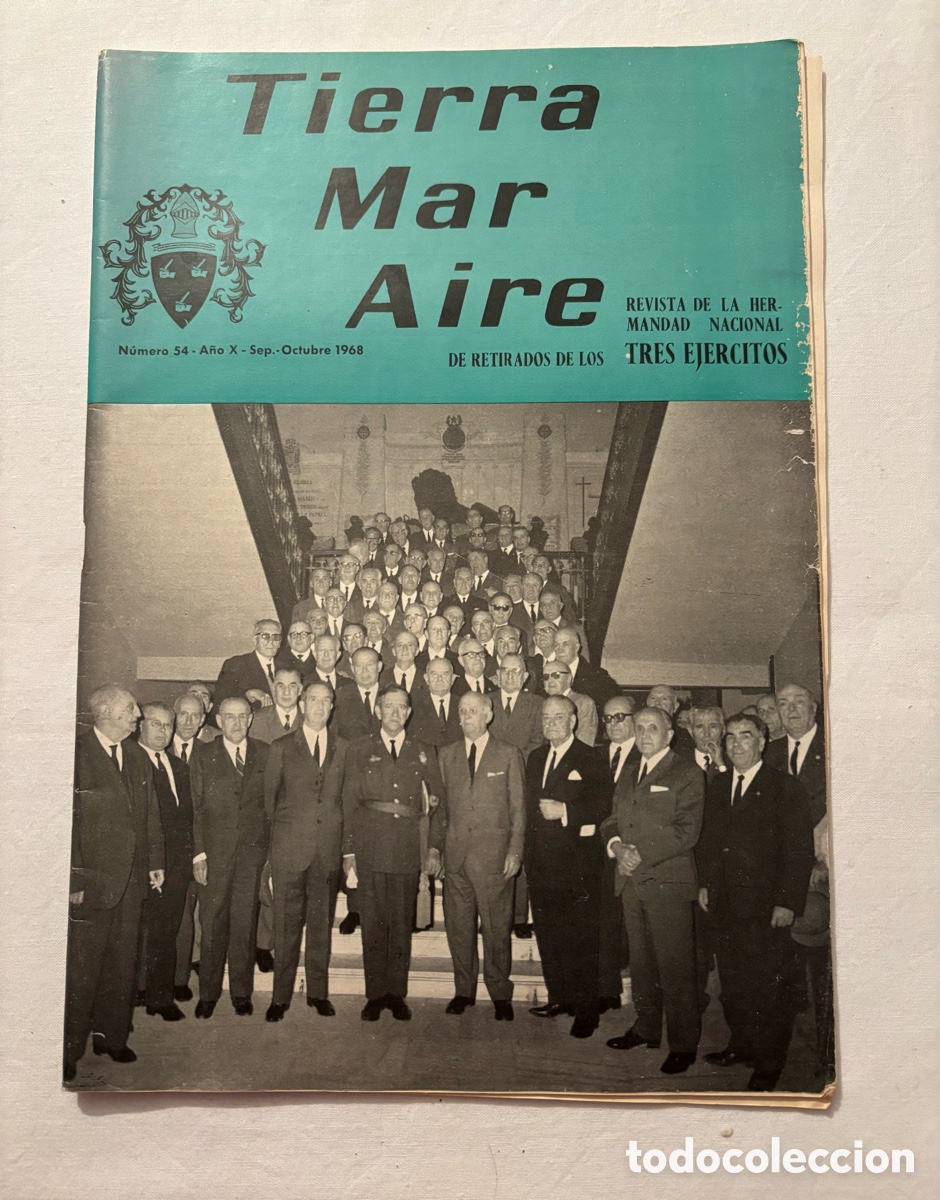 Tierra
Mar
Aire
REVISTA DE LA HER-
MANDAD NACIONAL
DE RETIRADOS DE LOS TRES EJERCITOS
Número 54 - Año X - Sep.-Octubre 1968
todocoleccion